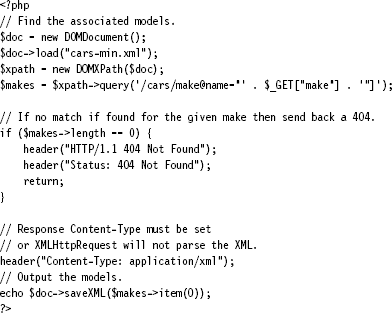 <?php
// Find the associated models.
$doc = new DOMDocument();
$doc->load("cars-min.xml");
$xpath = new DOMXPath($doc);
$makes = $xpath->query('/cars/make@name="' . $_GET["make"] . '"]');
// If no match if found for the given make then send back a 404.
if ($makes->length == 0) {
header("HTTP/1.1 404 Not Found");
header("Status: 404 Not Found");
return;
}
// Response Content-Type must be set
// or XMLHttpRequest will not parse the XML.
header("Content-Type: application/xml");
// Output the models.
echo $doc->saveXML($makes->item(0));
?>